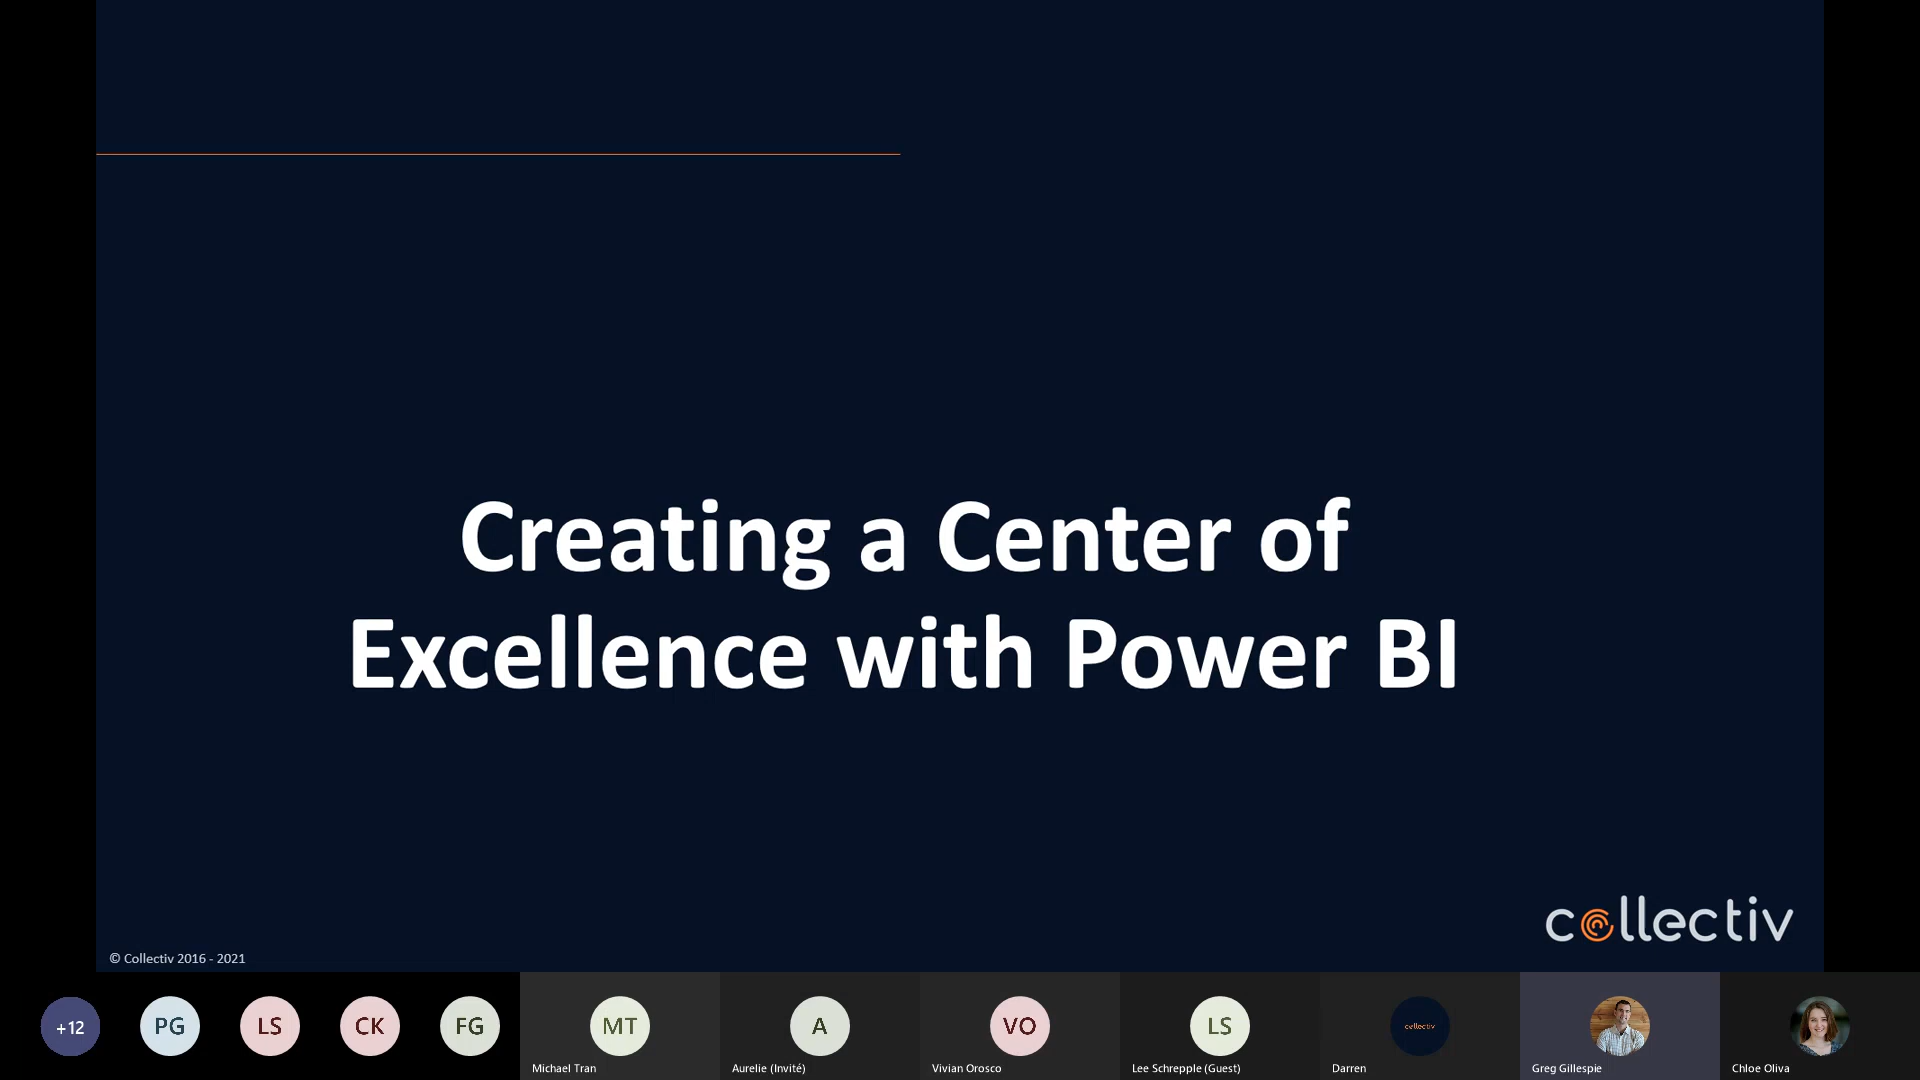 Creating a Center of
Excellence with Power BI
collectiv
© Collectiv 2016 - 2021
+12
PG
LS
CK
FG
MT
A
VO
LS
collectiv
Michael Tran
Aurelie (Invité)
Vivian Orosco
Lee Schrepple (Guest)
Darren
Greg Gillespie
Chloe Oliva